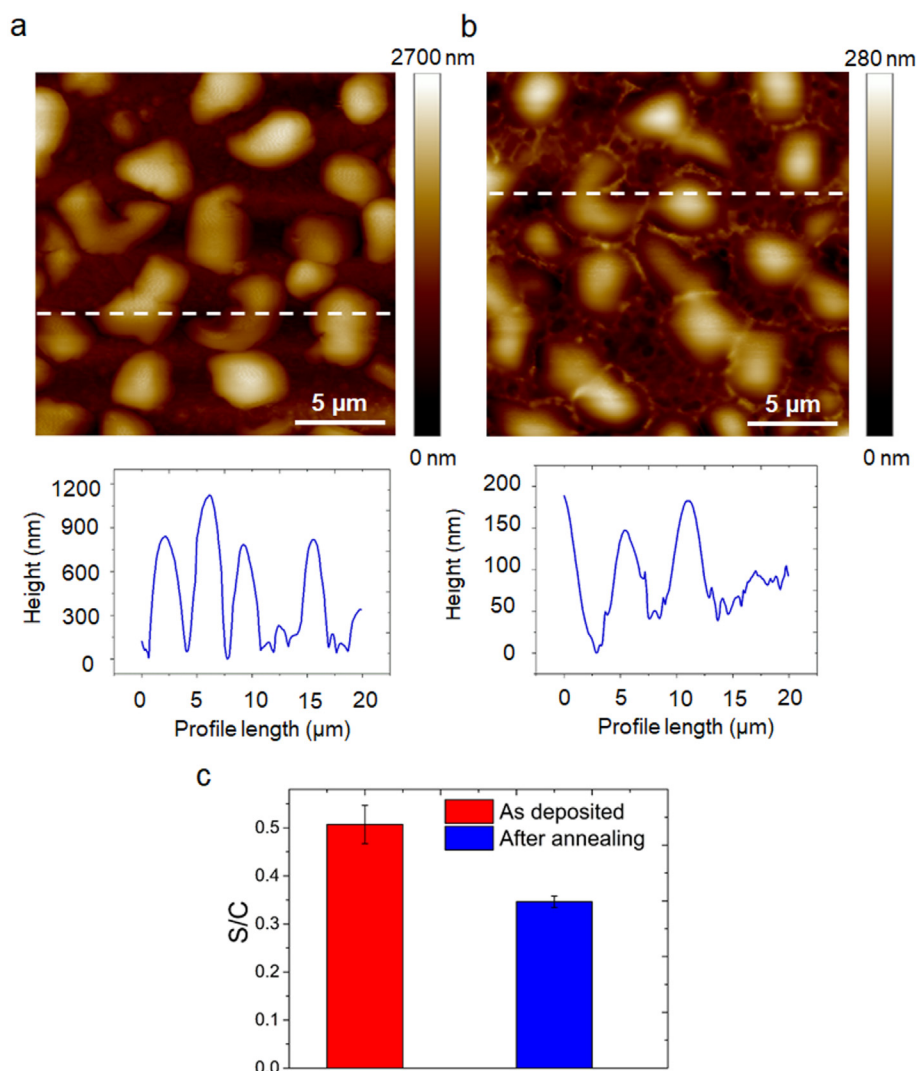 a
b
2700 nm
280 nm
5 µm
5 µm
0 nm
0 nm
1200
900
600
300
0
Height (nm)
0 5 10 15 20
Profile length (µm)
200
150
100
50
0
Height (nm)
0 5 10 15 20
Profile length (µm)
c
As deposited
After annealing
0.5
0.4
0.3
0.2
0.1
0.0
S/C